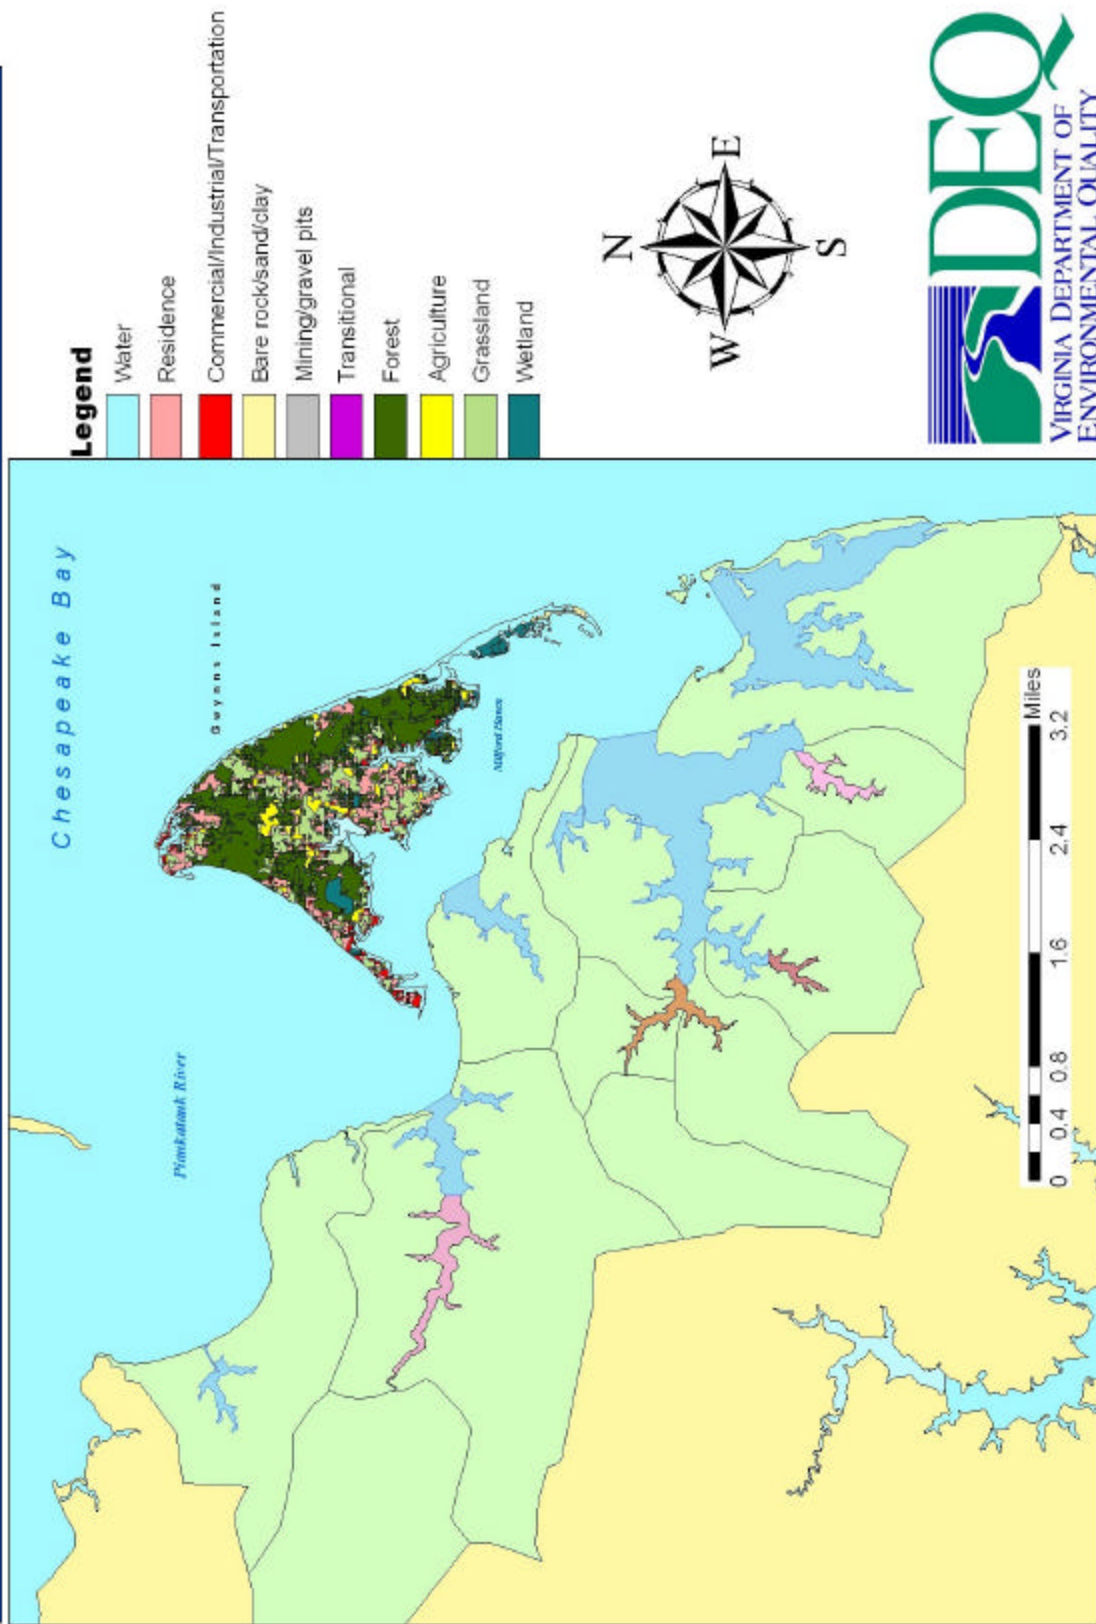 Chesapeake Bay
Gwynns Island
Piankatank River
Milford Haven
Legend
Water
Residence
Commercial/Industrial/Transportation
Bare rock/sand/clay
Mining/gravel pits
Transitional
Forest
Agriculture
Grassland
Wetland
N
W
E
S
0 0.4 0.8 1.6 2.4 3.2
Miles
DEQ
VIRGINIA DEPARTMENT OF
ENVIRONMENTAL QUALITY